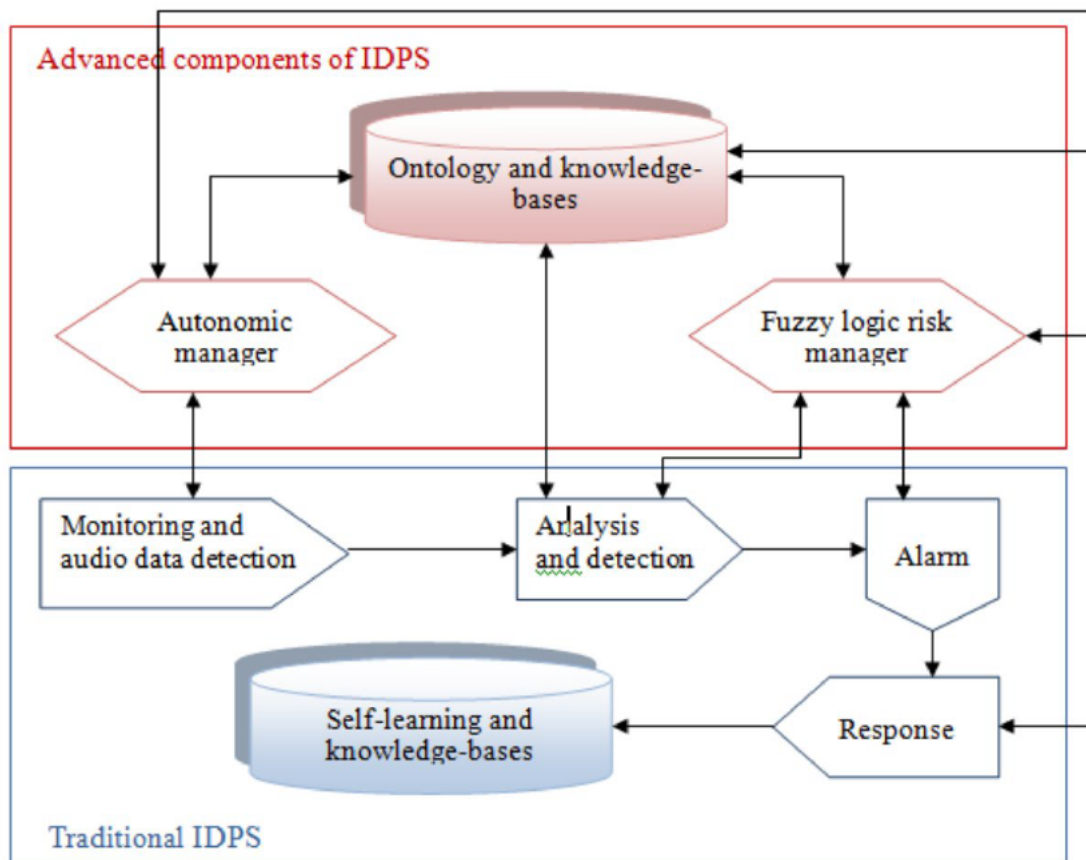 Advanced components of IDPS
Ontology and knowledge-
bases
Autonomic
manager
Fuzzy logic risk
manager
Monitoring and
audio data detection
Analysis
and detection
Alarm
Self-learning and
knowledge-bases
Response
Traditional IDPS